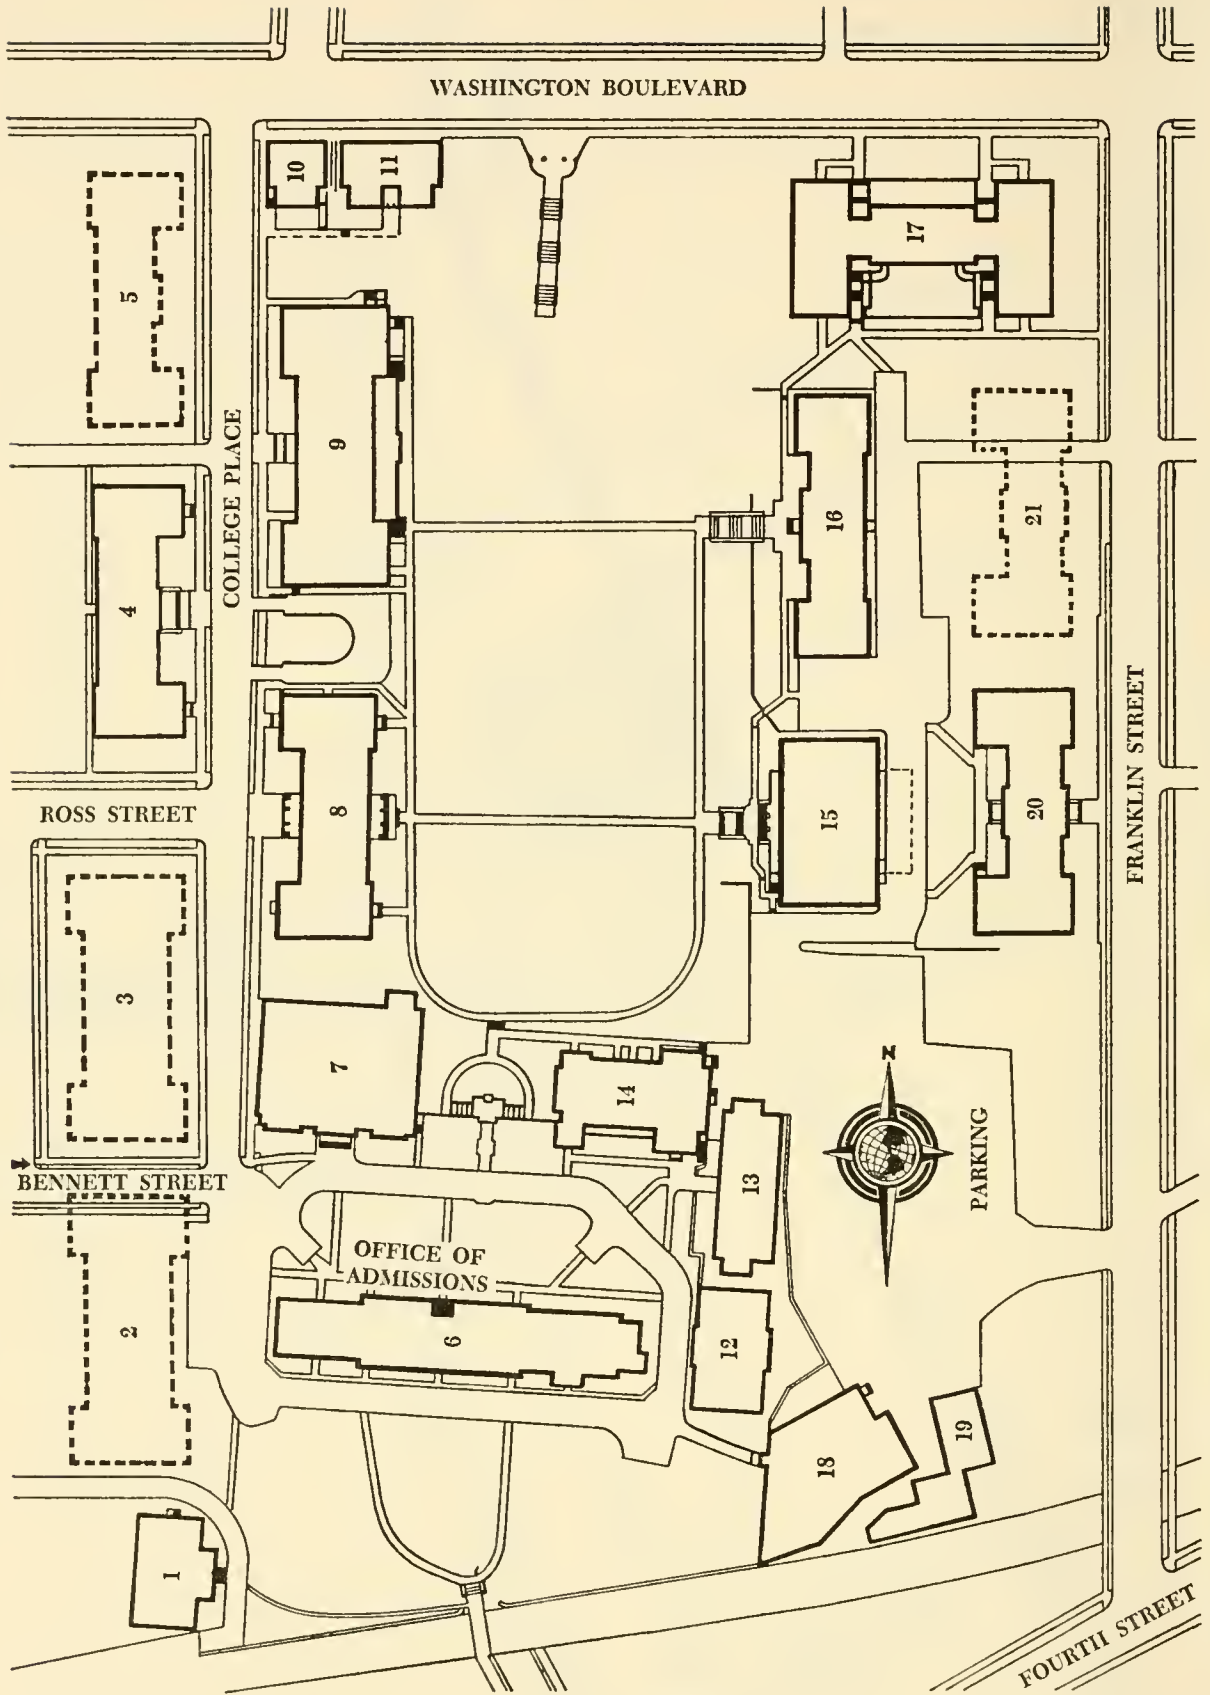 WASHINGTON BOULEVARD
10
11
17
5
COLLEGE PLACE
9
16
21
4
FRANKLIN STREET
ROSS STREET
8
15
20
3
7
14
N
13
PARKING
BENNETT STREET
OFFICE OF
ADMISSIONS
2
6
12
18
19
1
FOURTH STREET